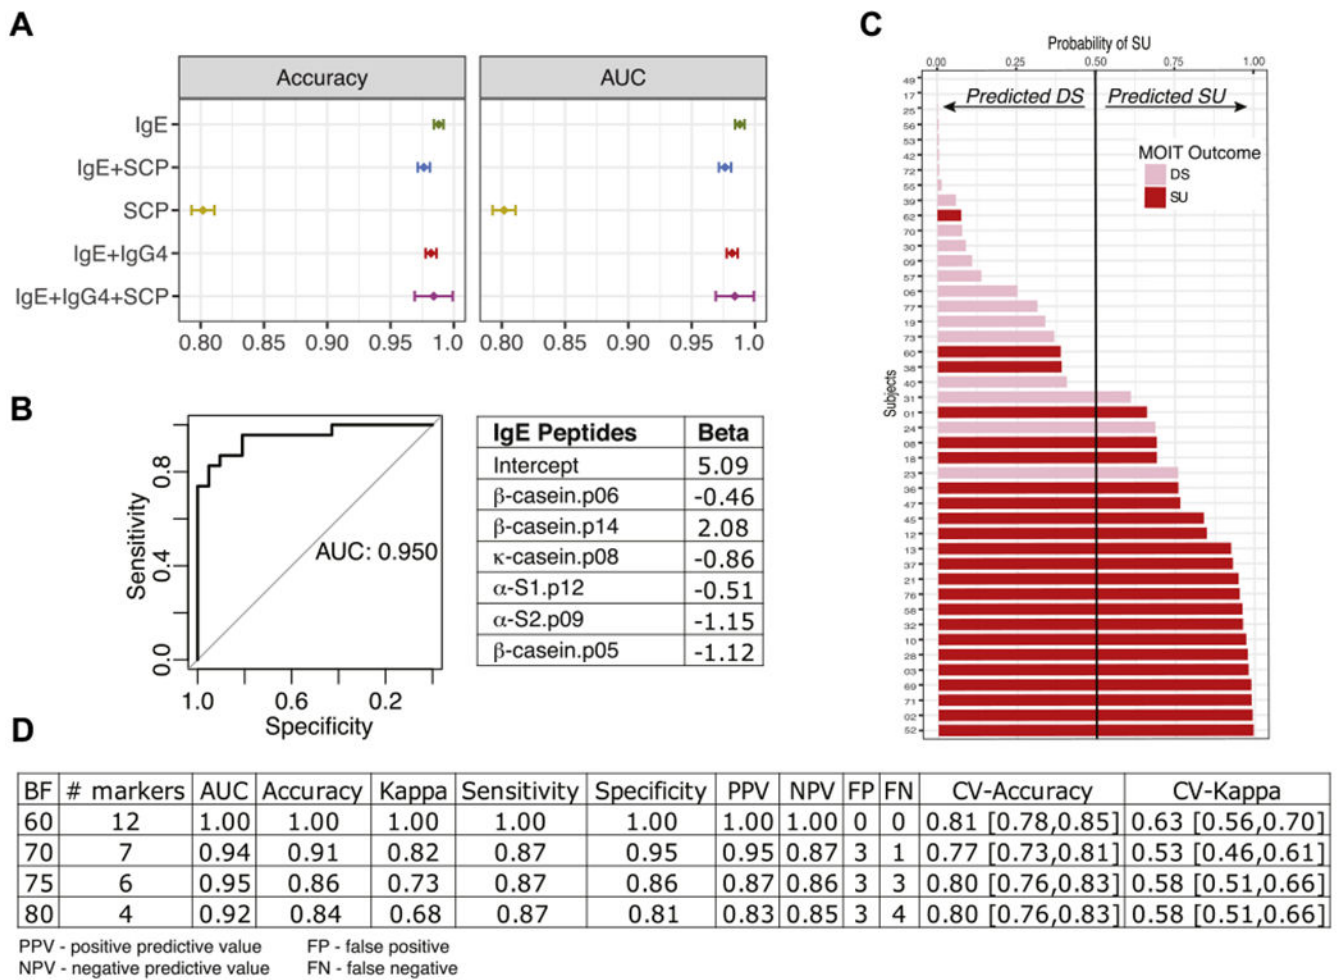 A
Accuracy
AUC
IgE
IgE+SCP
SCP
IgE+IgG4
IgE+IgG4+SCP
0.80 0.85 0.90 0.95 1.0
0.80 0.85 0.90 0.95 1.0
B
Sensitivity
0.8
0.4
0.0
AUC: 0.950
1.0 0.6 0.2
Specificity
IgE Peptides Beta
Intercept 5.09
β-casein.p06 -0.46
β-casein.p14 2.08
κ-casein.p08 -0.86
α-S1.p12 -0.51
α-S2.p09 -1.15
β-casein.p05 -1.12
C
Probability of SU
0.00 0.25 0.50 0.75 1.00
Predicted DS Predicted SU
MOIT Outcome
DS
SU
Subjects
49
17
25
56
53
42
72
55
39
62
70
30
09
57
06
77
19
73
60
38
40
31
01
24
08
18
23
36
47
45
12
13
37
21
76
58
32
10
28
03
69
71
02
52
D
BF # markers AUC Accuracy Kappa Sensitivity Specificity PPV NPV FP FN CV-Accuracy CV-Kappa
60 12 1.00 1.00 1.00 1.00 1.00 1.00 1.00 0 0 0.81 [0.78,0.85] 0.63 [0.56,0.70]
70 7 0.94 0.91 0.82 0.87 0.95 0.95 0.87 3 1 0.77 [0.73,0.81] 0.53 [0.46,0.61]
75 6 0.95 0.86 0.73 0.87 0.86 0.87 0.86 3 3 0.80 [0.76,0.83] 0.58 [0.51,0.66]
80 4 0.92 0.84 0.68 0.87 0.81 0.83 0.85 3 4 0.80 [0.76,0.83] 0.58 [0.51,0.66]
PPV - positive predictive value FP - false positive
NPV - negative predictive value FN - false negative